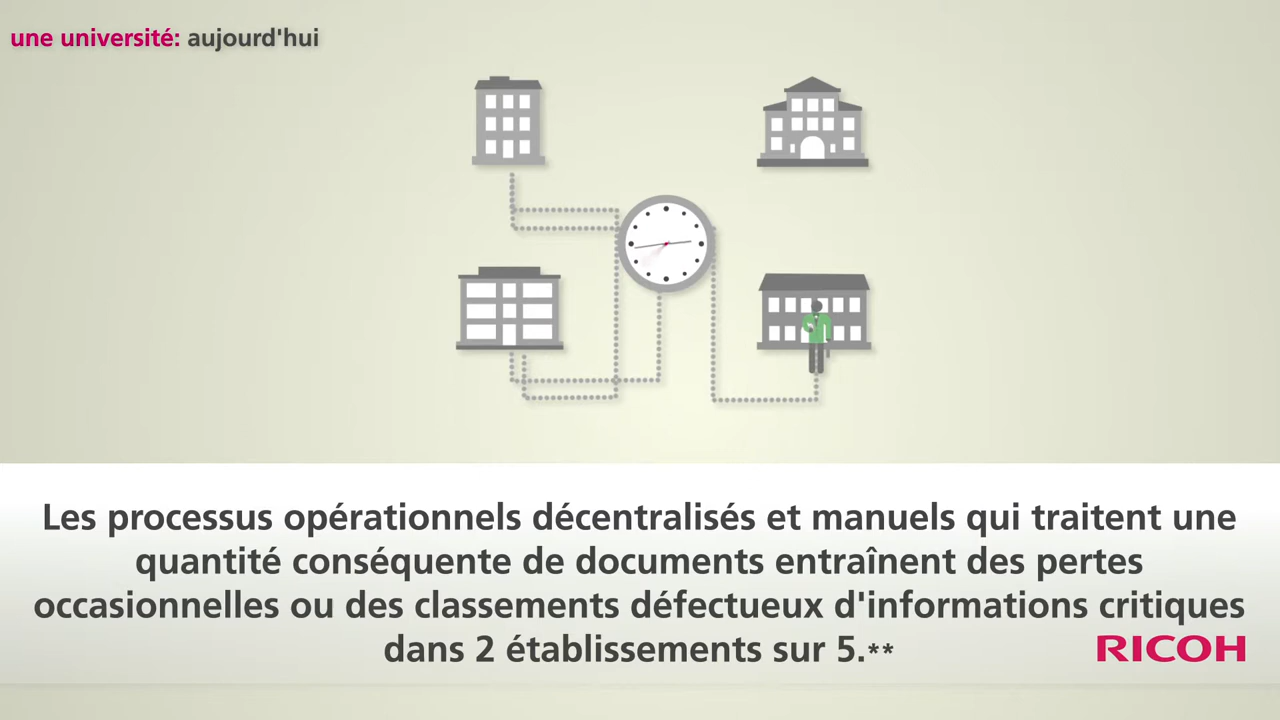 une université: aujourd'hui
Les processus opérationnels décentralisés et manuels qui traitent une
quantité conséquente de documents entraînent des pertes
occasionnelles ou des classements défectueux d'informations critiques
dans 2 établissements sur 5.**
RICOH